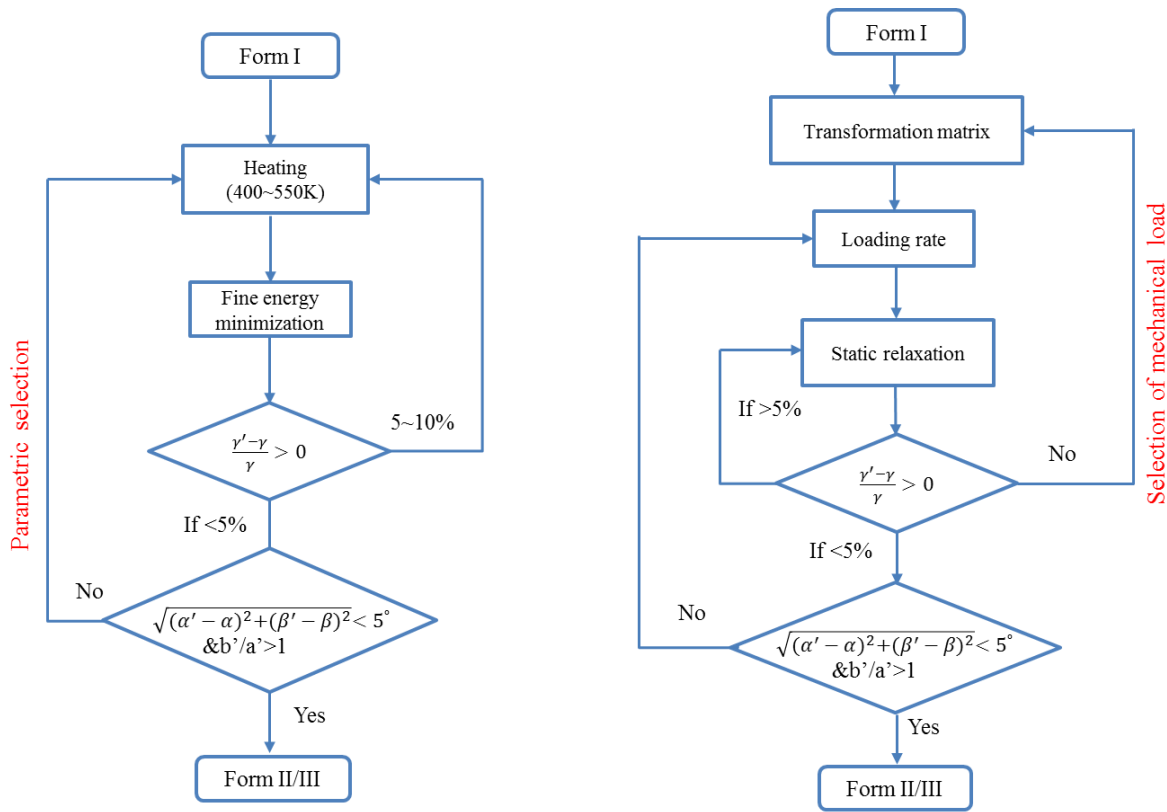 Form I
Heating
(400~550K)
Fine energy
minimization
5~10%
γ′−γ/γ > 0
If <5%
No
√(α′ − α)²+(β′ − β)² < 5°
&b’/a’>1
Yes
Form II/III
Parametric selection
Form I
Transformation matrix
Loading rate
Static relaxation
If >5%
No
γ′−γ/γ > 0
If <5%
No
√(α′ − α)²+(β′ − β)² < 5°
&b’/a’>1
Yes
Form II/III
Selection of mechanical load